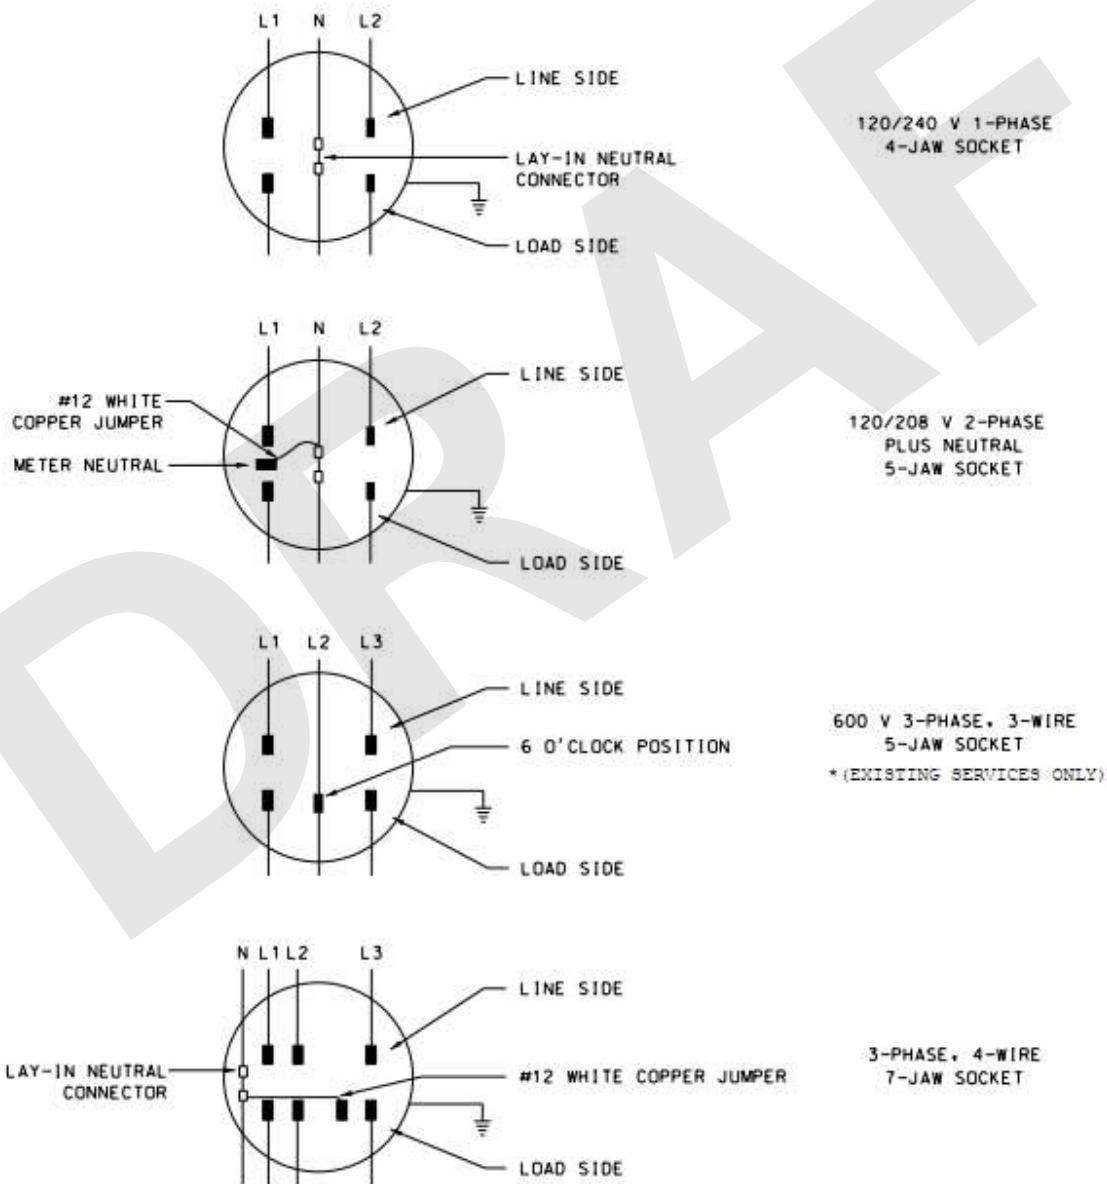 L1 N L2
LINE SIDE
LAY-IN NEUTRAL
CONNECTOR
LOAD SIDE
120/240 V 1-PHASE
4-JAW SOCKET
L1 N L2
LINE SIDE
#12 WHITE
COPPER JUMPER
METER NEUTRAL
LOAD SIDE
120/208 V 2-PHASE
PLUS NEUTRAL
5-JAW SOCKET
L1 L2 L3
LINE SIDE
6 O'CLOCK POSITION
LOAD SIDE
600 V 3-PHASE, 3-WIRE
5-JAW SOCKET
*(EXISTING SERVICES ONLY)
N L1 L2 L3
LINE SIDE
LAY-IN NEUTRAL
CONNECTOR
#12 WHITE COPPER JUMPER
LOAD SIDE
3-PHASE, 4-WIRE
7-JAW SOCKET
DRAF